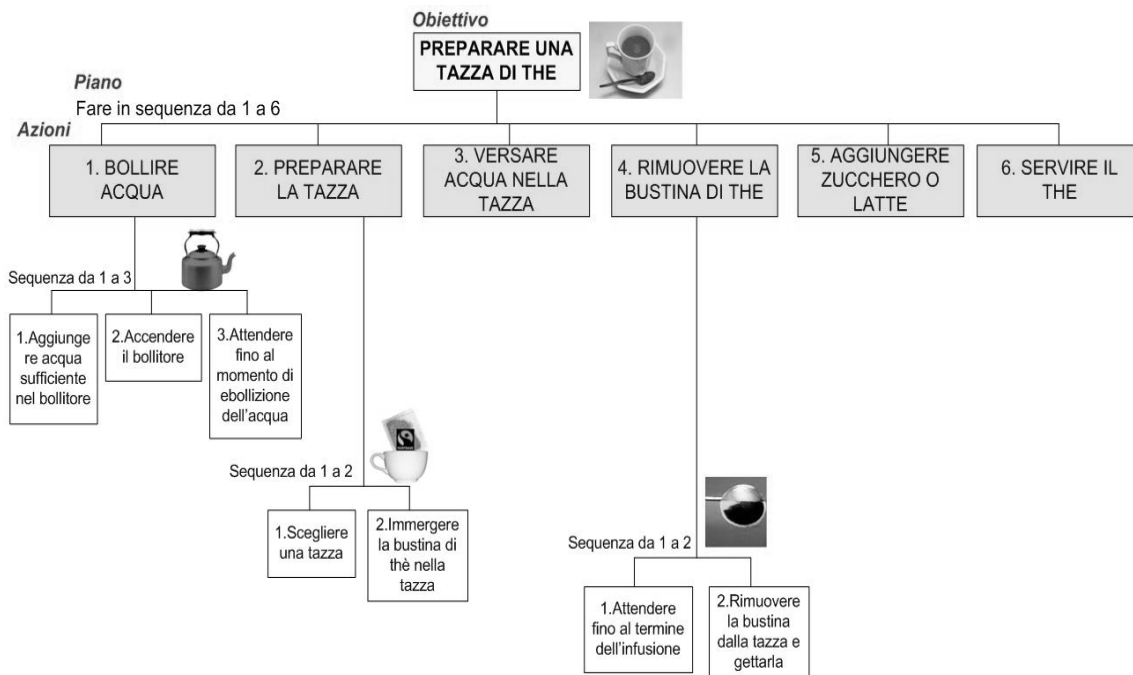 Obiettivo
PREPARARE UNA
TAZZA DI THE
Piano
Fare in sequenza da 1 a 6
Azioni
1. BOLLIRE
ACQUA
2. PREPARARE
LA TAZZA
3. VERSARE
ACQUA NELLA
TAZZA
4. RIMUOVERE LA
BUSTINA DI THE
5. AGGIUNGERE
ZUCCHERO O
LATTE
6. SERVIRE IL
THE
Sequenza da 1 a 3
1.Aggiunge
re acqua
sufficiente
nel bollitore
2.Accendere
il bollitore
3.Attendere
fino al
momento di
ebollizione
dell'acqua
Sequenza da 1 a 2
1.Scegliere
una tazza
2.Immergere
la bustina di
thè nella
tazza
Sequenza da 1 a 2
1.Attendere
fino al termine
dell'infusione
2.Rimuovere
la bustina
dalla tazza e
gettarla